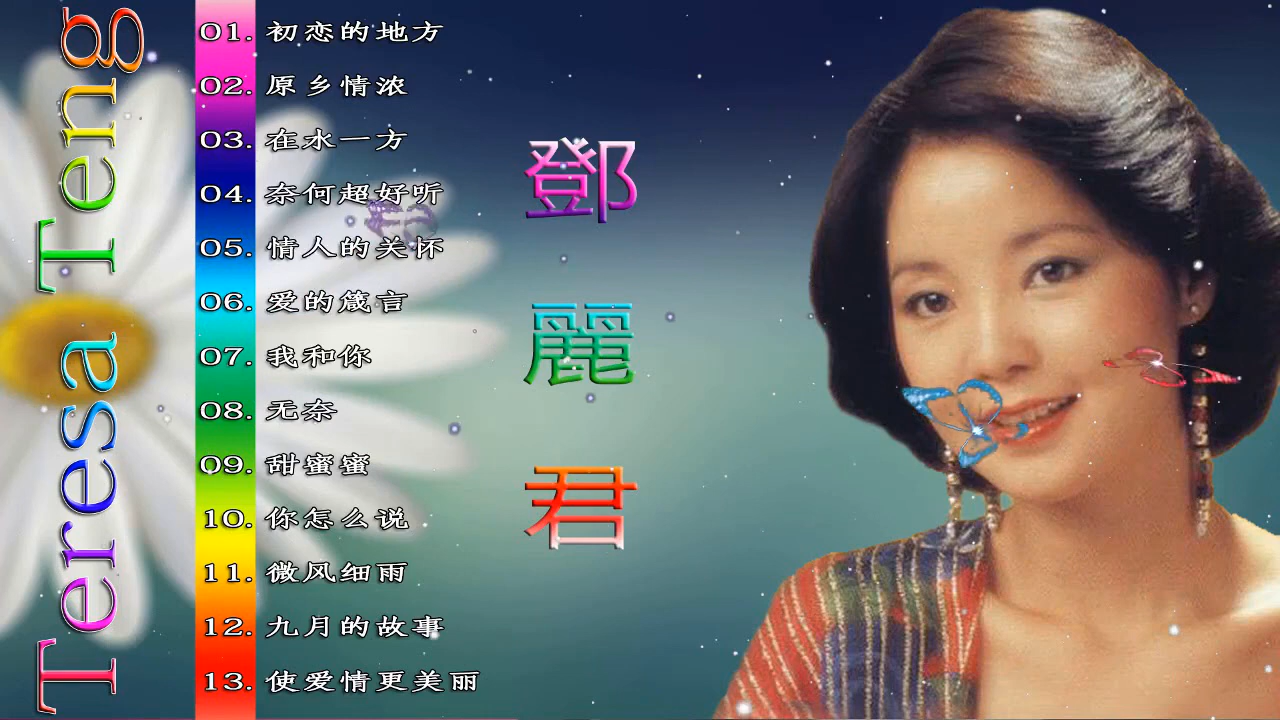 Teresa Teng
01. 初恋的地方
02. 原乡情浓
03. 在水一方
04. 奈何超好听
05. 情人的关怀
06. 爱的箴言
07. 我和你
08. 无奈
09. 甜蜜蜜
10. 你怎么说
11. 微风细雨
12. 九月的故事
13. 使爱情更美丽
鄧麗君